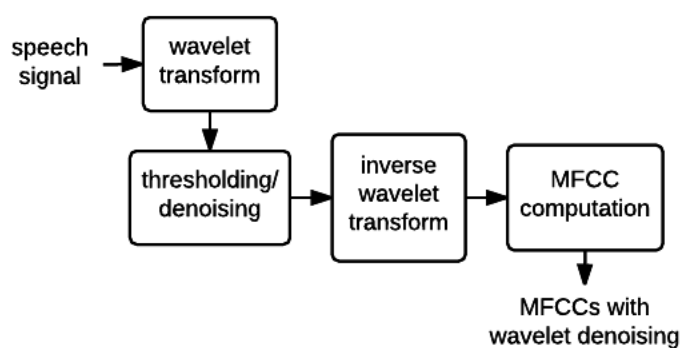 speech
signal
wavelet
transform
thresholding/
denoising
inverse
wavelet
transform
MFCC
computation
MFCCs with
wavelet denoising